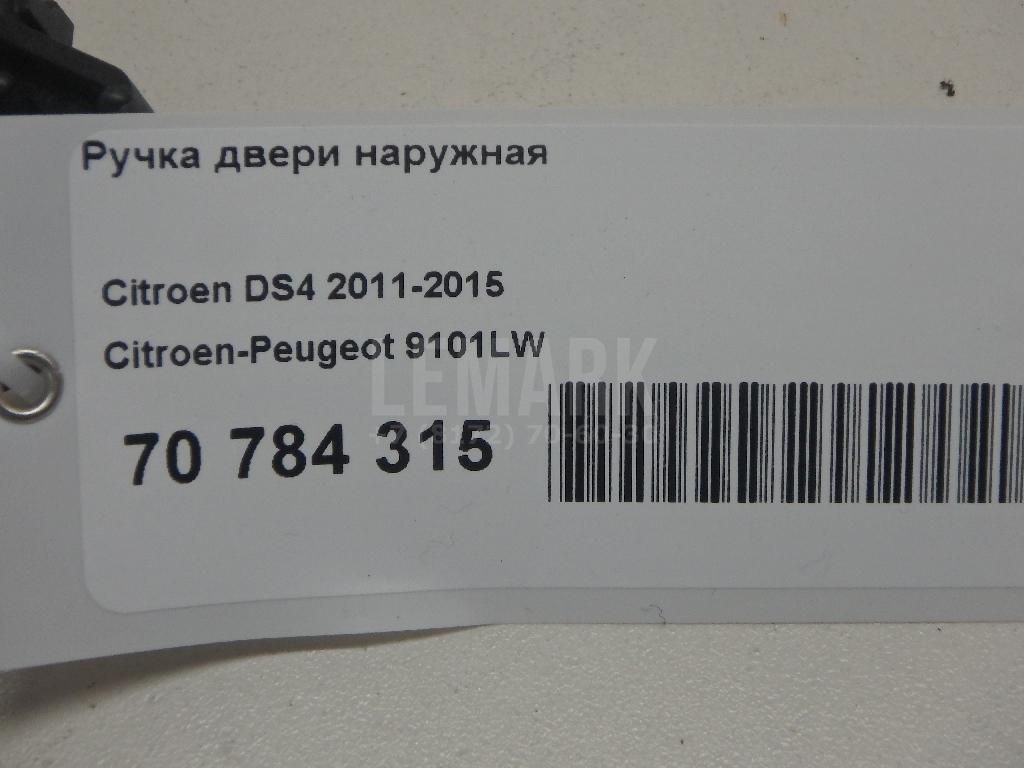 Ручка двери наружная
Citroen DS4 2011-2015
Citroen-Peugeot 9101LW
LEMARK
70 784 315